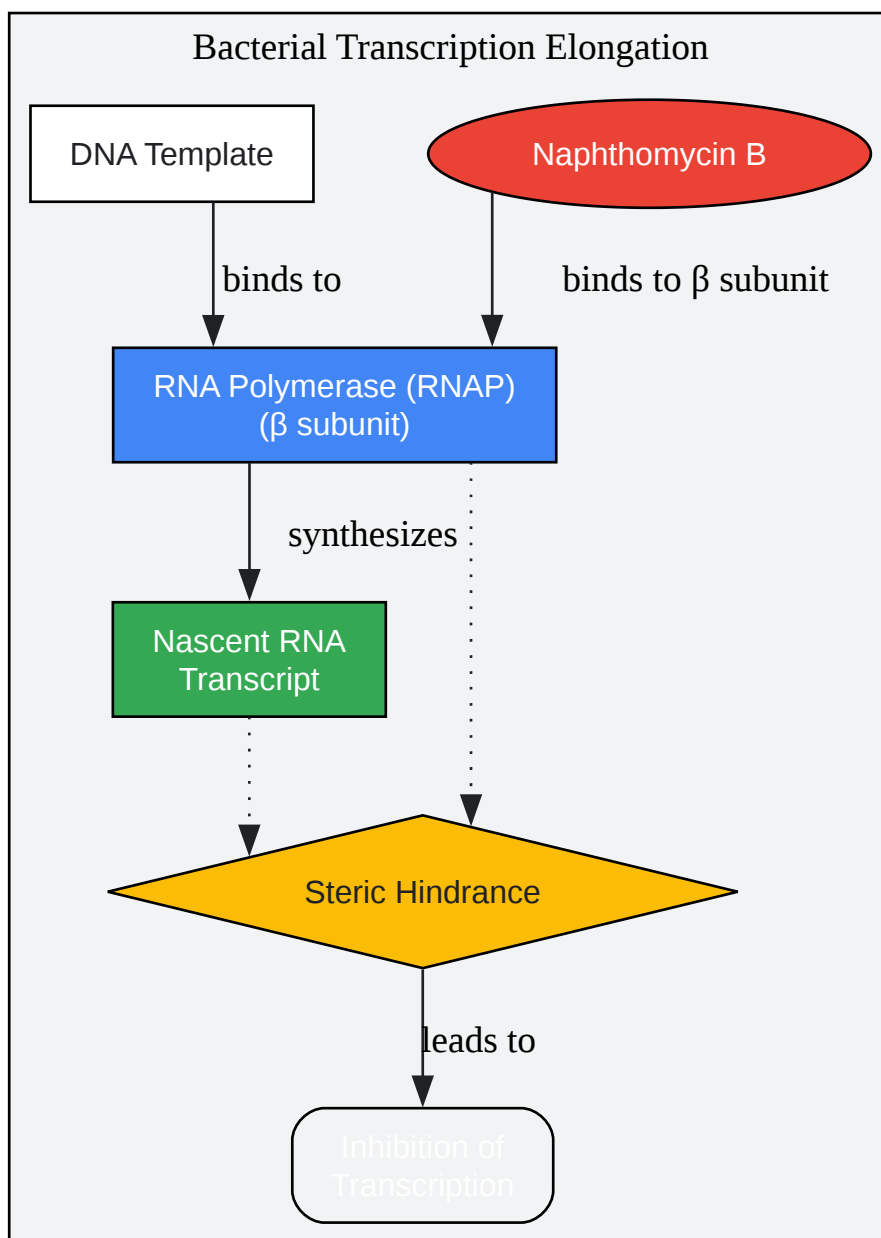 Bacterial Transcription Elongation
DNA Template
Naphthomycin B
binds to
binds to β subunit
RNA Polymerase (RNAP)
(β subunit)
synthesizes
Nascent RNA
Transcript
Steric Hindrance
leads to
Inhibition of
Transcription